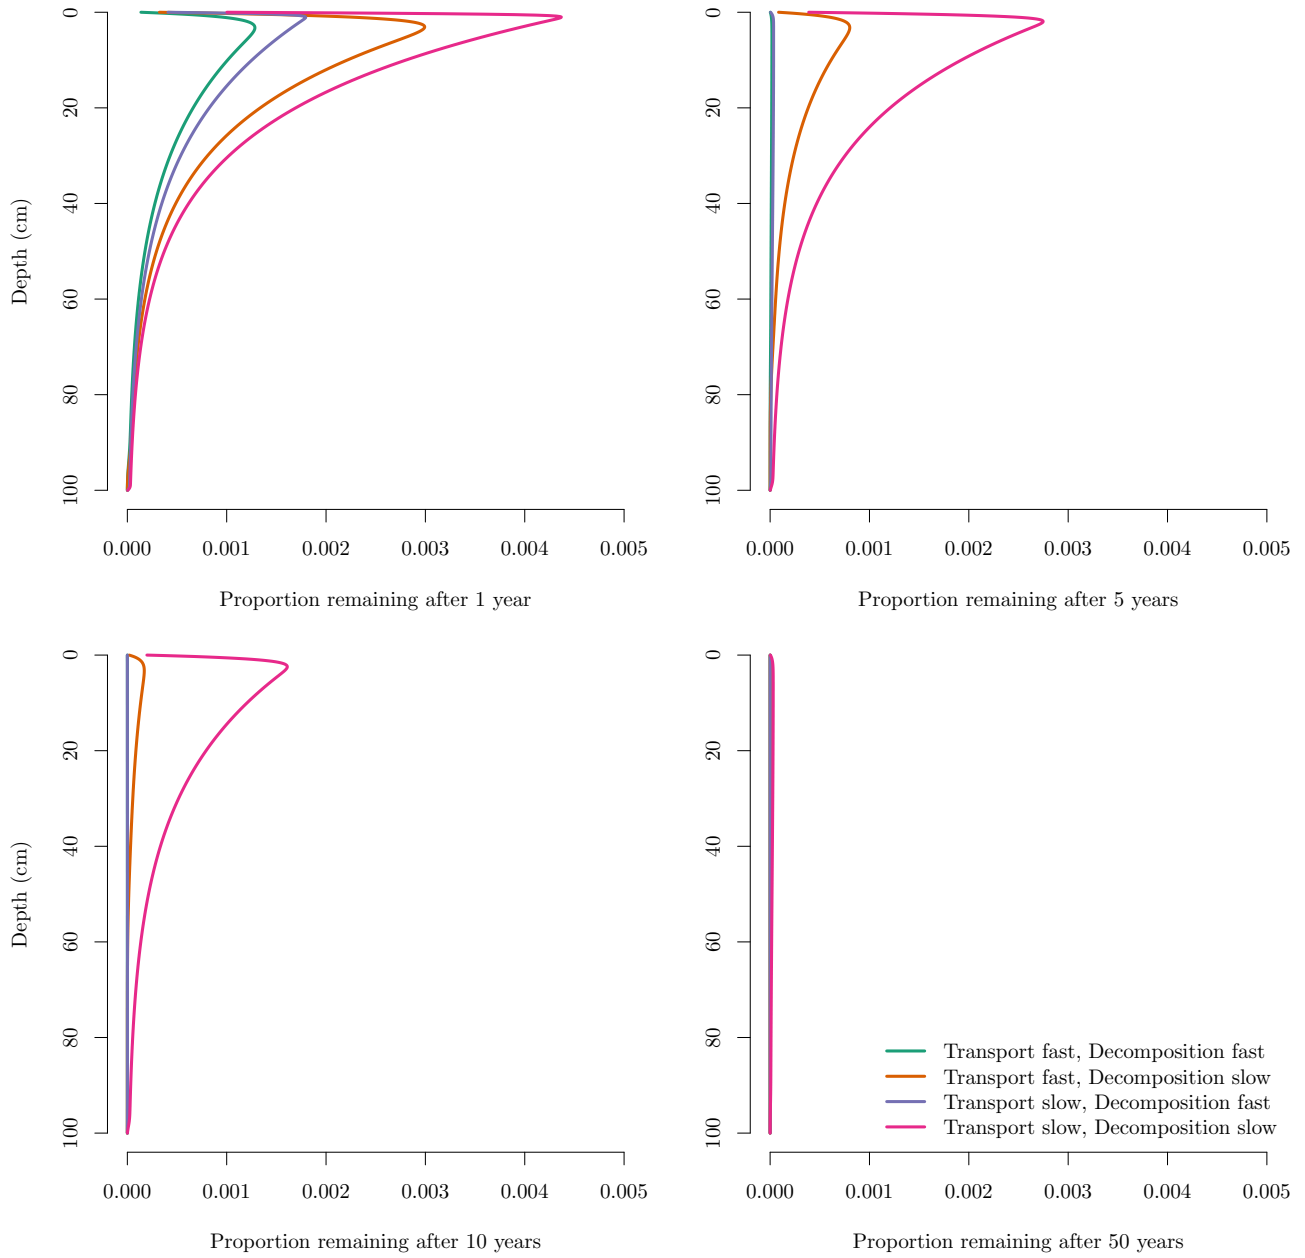 0
20
40
60
80
100
Depth (cm)
0.000 0.001 0.002 0.003 0.004 0.005
Proportion remaining after 1 year
0
20
40
60
80
100
0.000 0.001 0.002 0.003 0.004 0.005
Proportion remaining after 5 years
0
20
40
60
80
100
Depth (cm)
0.000 0.001 0.002 0.003 0.004 0.005
Proportion remaining after 10 years
0
20
40
60
80
100
Transport fast, Decomposition fast
Transport fast, Decomposition slow
Transport slow, Decomposition fast
Transport slow, Decomposition slow
0.000 0.001 0.002 0.003 0.004 0.005
Proportion remaining after 50 years